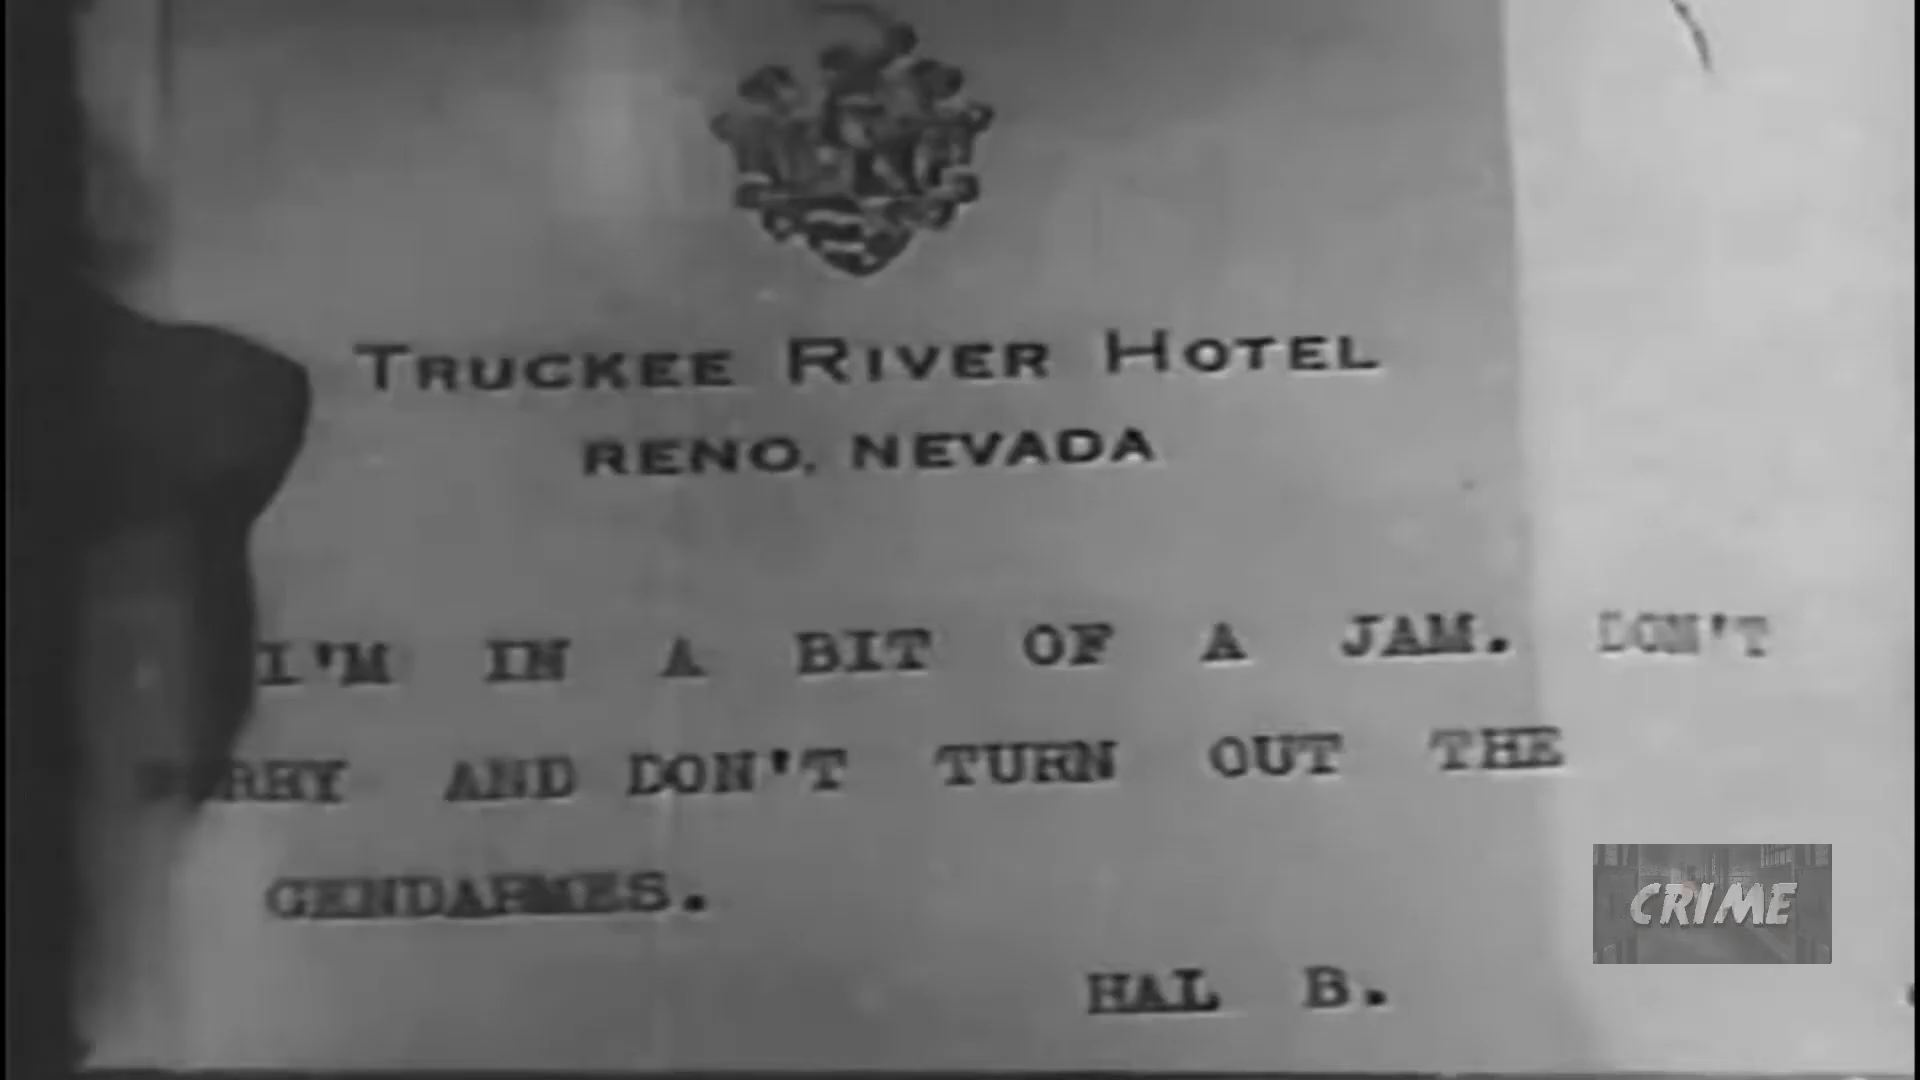 TRUCKEE RIVER HOTEL
RENO, NEVADA
I'M IN A BIT OF A JAM. DON'T
AND DON'T TURN OUT THE
GENDARMES.
HAL B.
CRIME